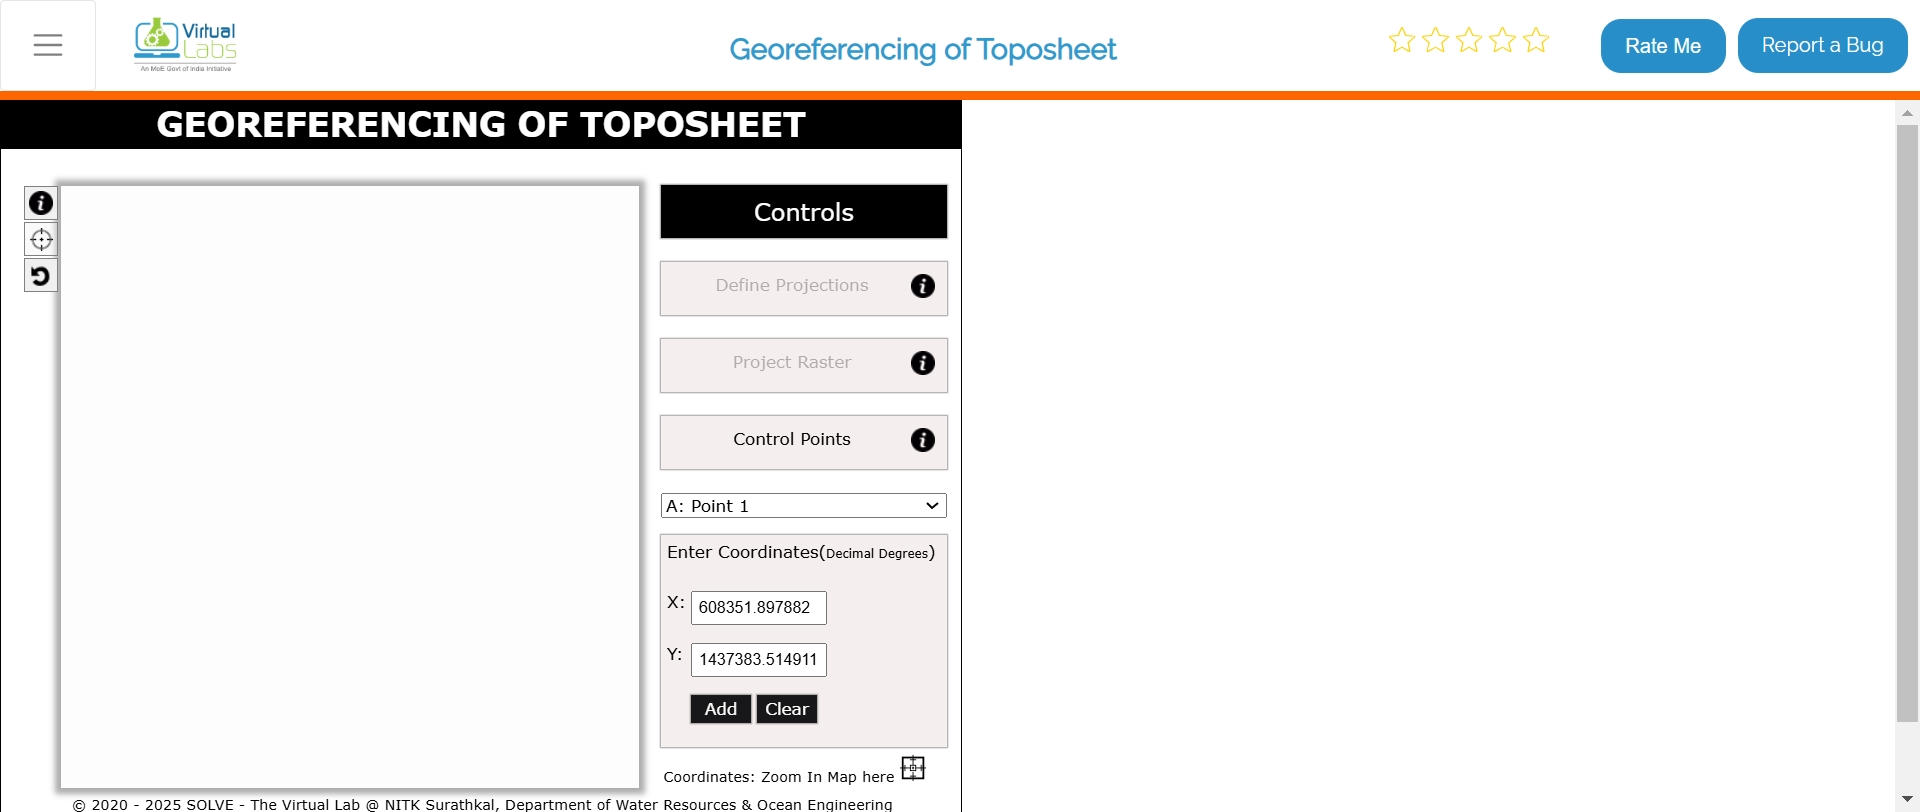 Virtual
Labs
An MoE Govt of India Initiative
Georeferencing of Toposheet
Rate Me
Report a Bug
GEOREFERENCING OF TOPOSHEET
Controls
Define Projections
Project Raster
Control Points
A: Point 1
Enter Coordinates(Decimal Degrees)
X: 608351.897882
Y: 1437383.514911
Add Clear
Coordinates: Zoom In Map here
© 2020 - 2025 SOLVE - The Virtual Lab @ NITK Surathkal, Department of Water Resources & Ocean Engineering